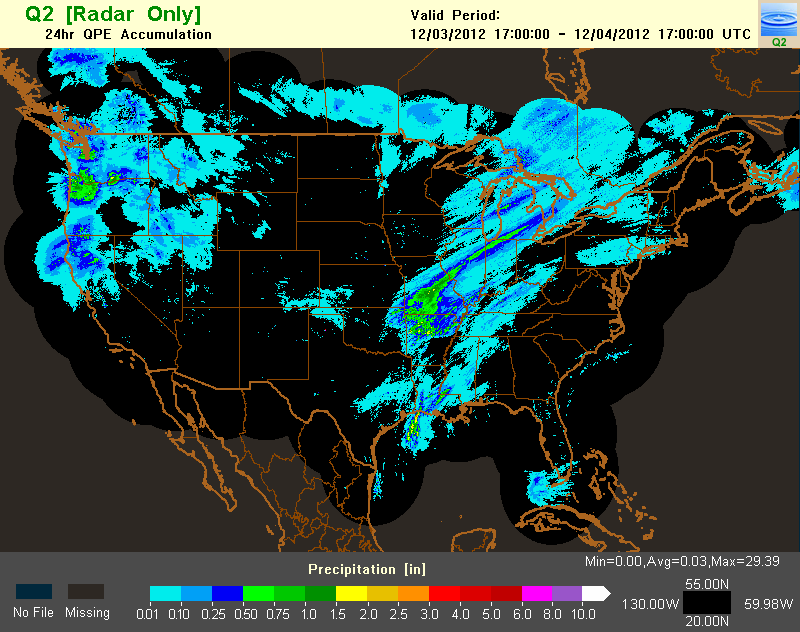 Q2 [Radar Only]
24hr QPE Accumulation
Valid Period:
12/03/2012 17:00:00 - 12/04/2012 17:00:00 UTC
Q2
Min=0.00,Avg=0.03,Max=29.39
Precipitation [in]
No File
Missing
0.01 0.10 0.25 0.50 0.75 1.0 1.5 2.0 2.5 3.0 4.0 5.0 6.0 8.0 10.0
55.00N
130.00W
59.98W
20.00N